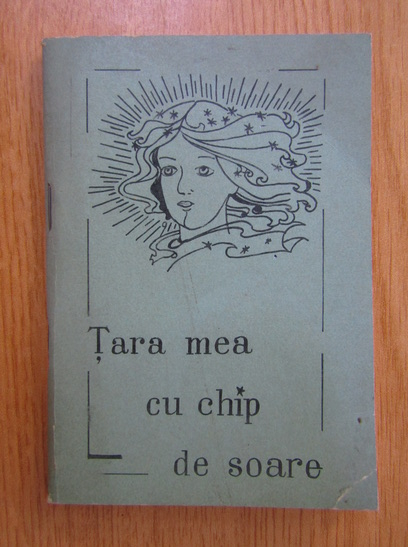 Țara mea
cu chip
de soare